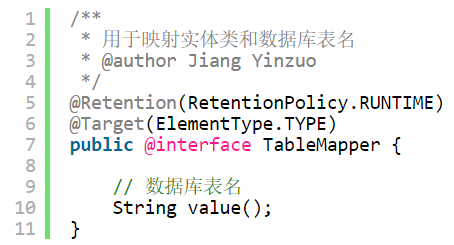 1 /**
2  * 用于映射实体类和数据库表名
3  * @author Jiang Yinzuo
4  */
5 @Retention(RetentionPolicy.RUNTIME)
6 @Target(ElementType.TYPE)
7 public @interface TableMapper {
8
9     // 数据库表名
10     String value();
11 }